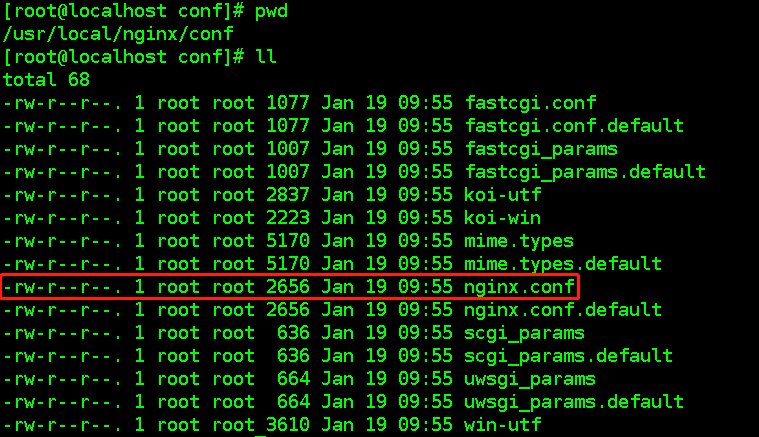 [root@localhost conf]# pwd
/usr/local/nginx/conf
[root@localhost conf]# ll
total 68
-rw-r--r--. 1 root root 1077 Jan 19 09:55 fastcgi.conf
-rw-r--r--. 1 root root 1077 Jan 19 09:55 fastcgi.conf.default
-rw-r--r--. 1 root root 1007 Jan 19 09:55 fastcgi_params
-rw-r--r--. 1 root root 1007 Jan 19 09:55 fastcgi_params.default
-rw-r--r--. 1 root root 2837 Jan 19 09:55 koi-utf
-rw-r--r--. 1 root root 2223 Jan 19 09:55 koi-win
-rw-r--r--. 1 root root 5170 Jan 19 09:55 mime.types
-rw-r--r--. 1 root root 5170 Jan 19 09:55 mime.types.default
-rw-r--r--. 1 root root 2656 Jan 19 09:55 nginx.conf
-rw-r--r--. 1 root root 2656 Jan 19 09:55 nginx.conf.default
-rw-r--r--. 1 root root  636 Jan 19 09:55 scgi_params
-rw-r--r--. 1 root root  636 Jan 19 09:55 scgi_params.default
-rw-r--r--. 1 root root  664 Jan 19 09:55 uwsgi_params
-rw-r--r--. 1 root root  664 Jan 19 09:55 uwsgi_params.default
-rw-r--r--. 1 root root 3610 Jan 19 09:55 win-utf